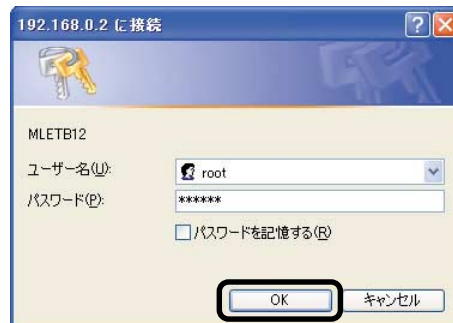 192.168.0.2 に接続
MLETB12
ユーザー名(U):
root
パスワード(P):
******
パスワードを記憶する(R)
OK
キャンセル